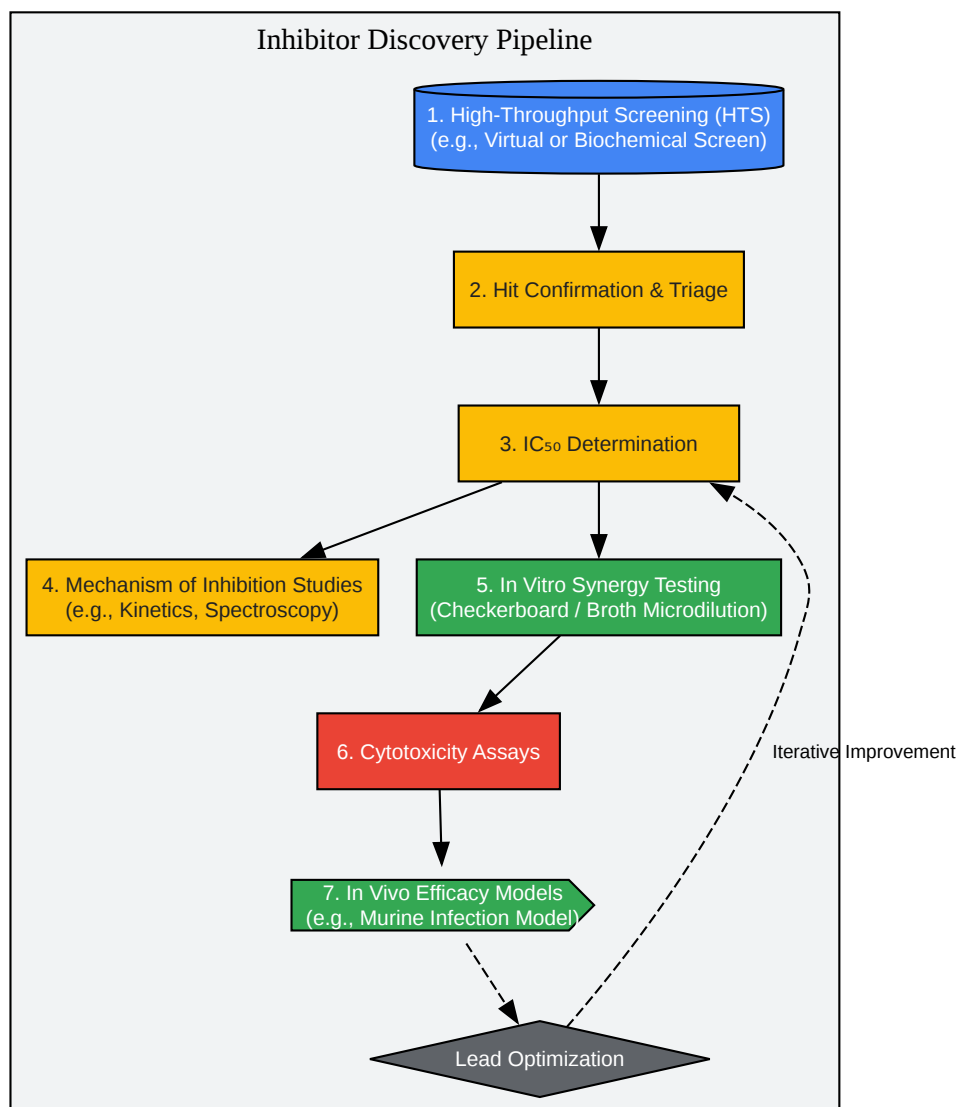 Inhibitor Discovery Pipeline
1. High-Throughput Screening (HTS)
(e.g., Virtual or Biochemical Screen)
2. Hit Confirmation & Triage
3. IC₅₀ Determination
4. Mechanism of Inhibition Studies
(e.g., Kinetics, Spectroscopy)
5. In Vitro Synergy Testing
(Checkerboard / Broth Microdilution)
6. Cytotoxicity Assays
Iterative Improvement
7. In Vivo Efficacy Models
(e.g., Murine Infection Model)
Lead Optimization